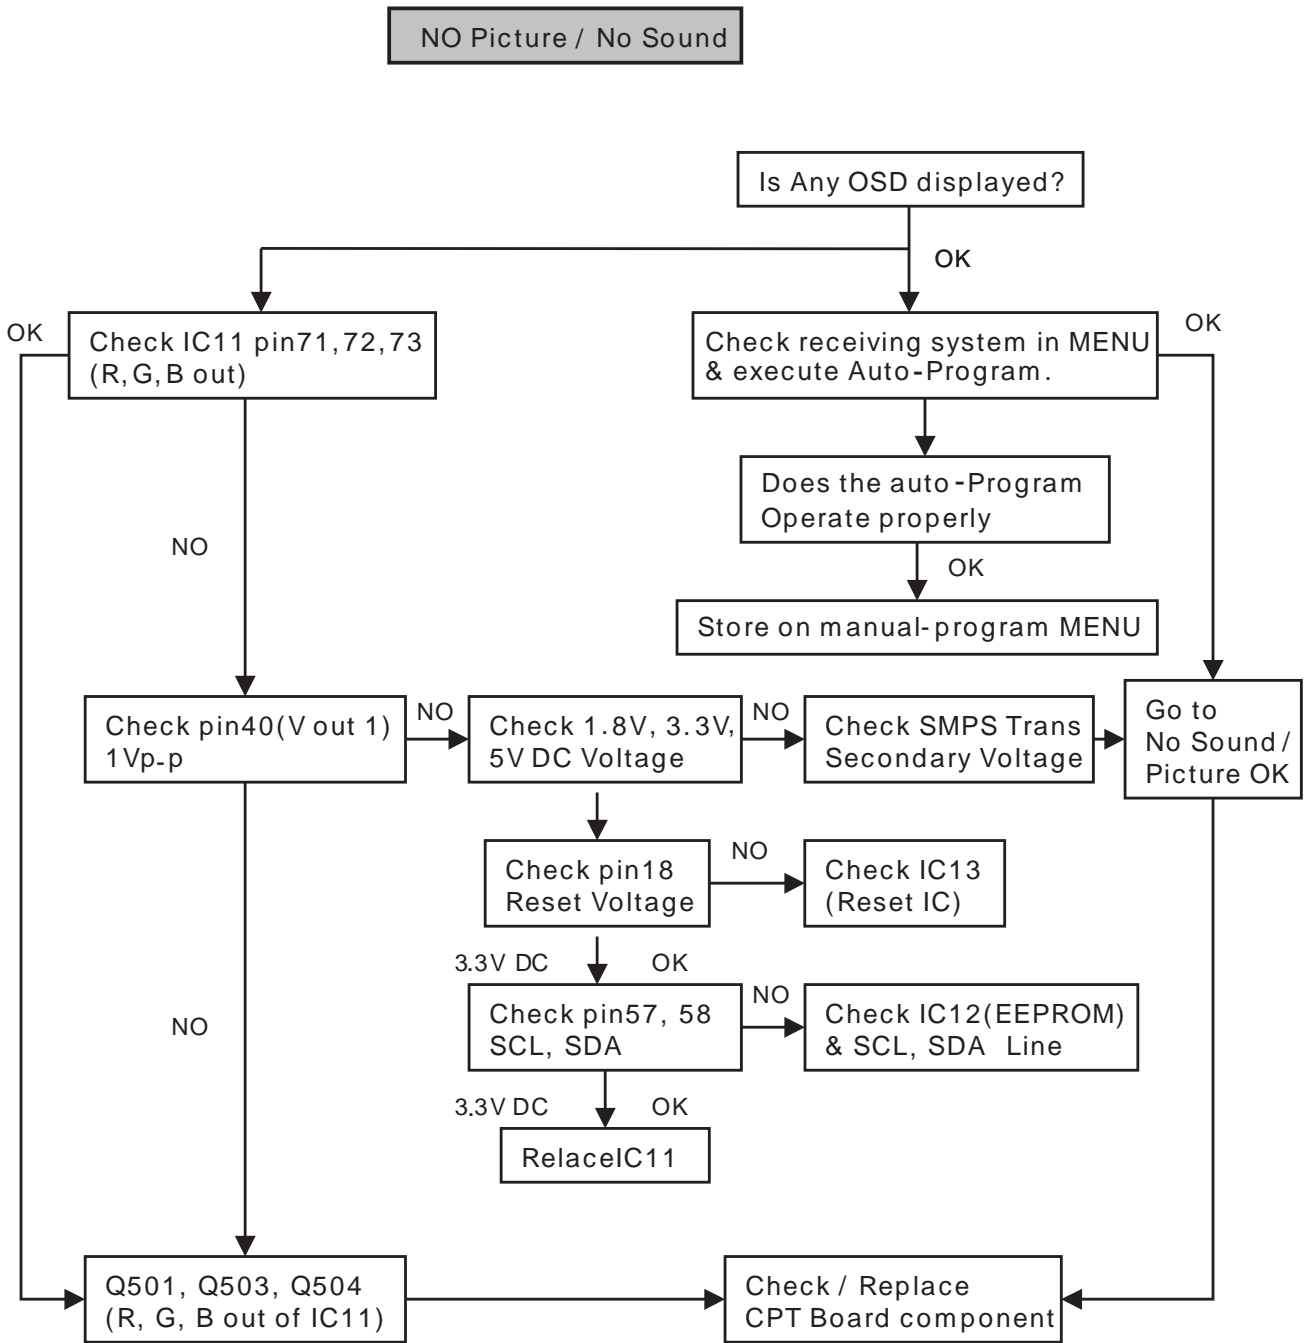 NO Picture / No Sound
Is Any OSD displayed?
OK
OK
Check IC11 pin71,72,73
(R,G,B out)
Check receiving system in MENU
& execute Auto-Program.
OK
Does the auto-Program
Operate properly
NO
OK
Store on manual-program MENU
Check pin40(V out 1)
1Vp-p
NO
Check 1.8V, 3.3V,
5V DC Voltage
NO
Check SMPS Trans
Secondary Voltage
Go to
No Sound /
Picture OK
Check pin18
Reset Voltage
NO
Check IC13
(Reset IC)
3.3V DC
OK
NO
Check pin57, 58
SCL, SDA
NO
Check IC12(EEPROM)
& SCL, SDA Line
3.3V DC
OK
RelaceIC11
Q501, Q503, Q504
(R, G, B out of IC11)
Check / Replace
CPT Board component